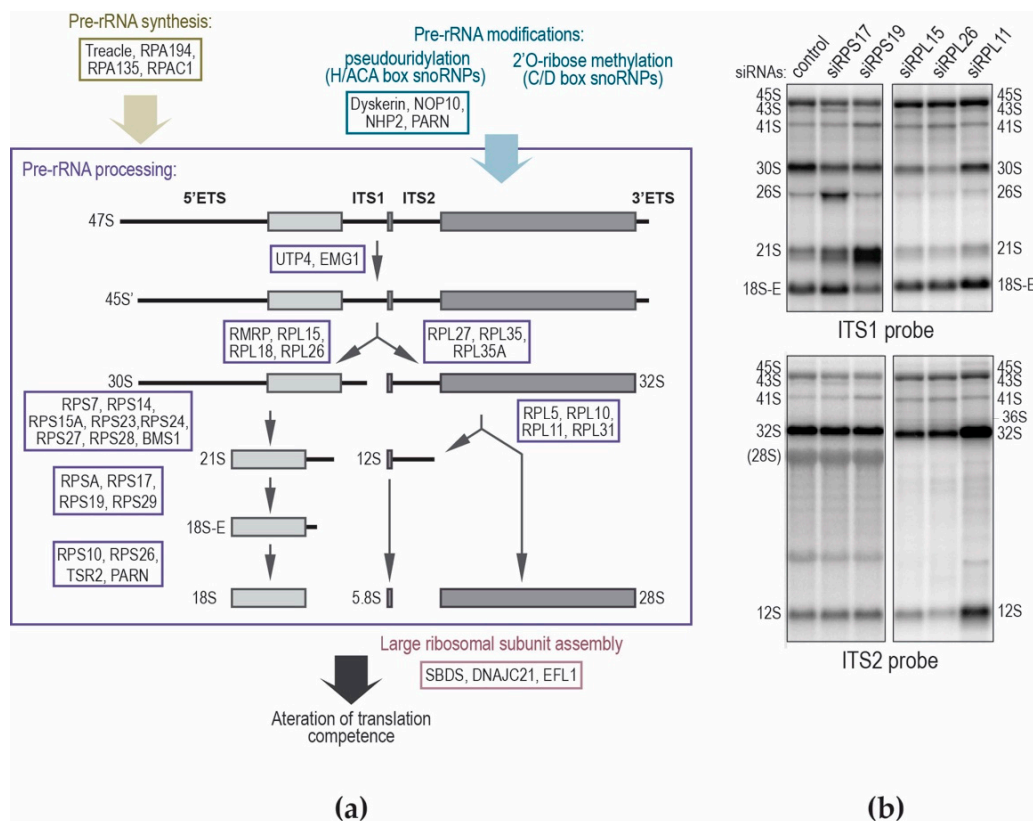 Pre-rRNA synthesis:
Treacle, RPA194,
RPA135, RPAC1
Pre-rRNA modifications:
pseudouridylation
(H/ACA box snoRNPs)
2'O-ribose methylation
(C/D box snoRNPs)
Dyskerin, NOP10,
NHP2, PARN
Pre-rRNA processing:
5'ETS ITS1 ITS2 3'ETS
47S
UTP4, EMG1
45S'
RMRP, RPL15,
RPL18, RPL26
RPL27, RPL35,
RPL35A
30S 32S
RPS7, RPS14,
RPS15A, RPS23,RPS24,
RPS27, RPS28, BMS1
RPL5, RPL10,
RPL11, RPL31
21S 12S
RPSA, RPS17,
RPS19, RPS29
18S-E
RPS10, RPS26,
TSR2, PARN
18S 5.8S 28S
Large ribosomal subunit assembly
SBDS, DNAJC21, EFL1
Ateration of translation
competence
(a)
siRNAs:
control
siRPS17
siRPS19
siRPL15
siRPL26
siRPL11
45S 45S
43S 43S
41S 41S
30S 30S
26S 26S
21S 21S
18S-E 18S-E
ITS1 probe
45S 45S
43S 43S
41S 41S
36S
32S 32S
(28S)
12S 12S
ITS2 probe
(b)